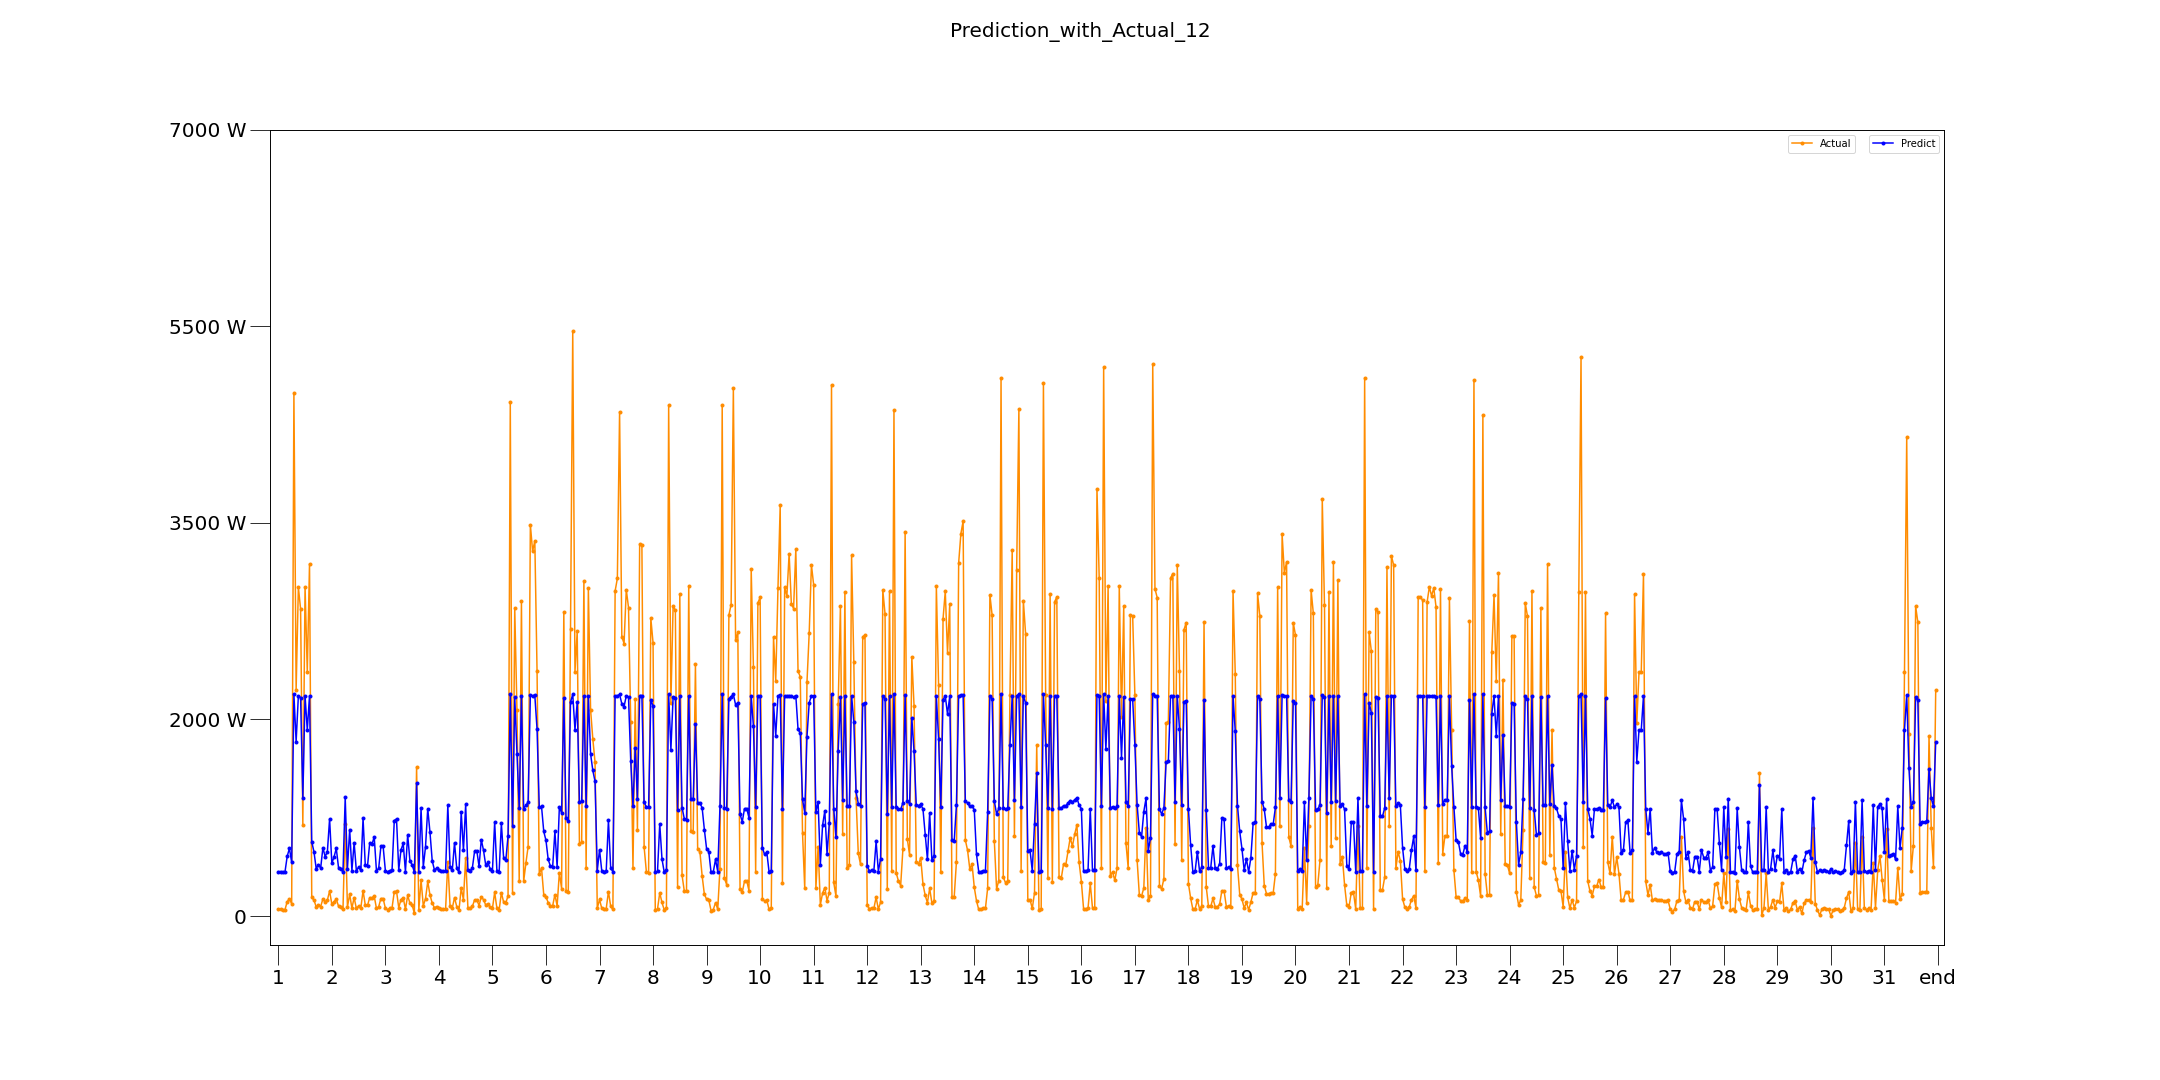 Prediction_with_Actual_12
Actual Predict
7000 W
5500 W
3500 W
2000 W
0
1 2 3 4 5 6 7 8 9 10 11 12 13 14 15 16 17 18 19 20 21 22 23 24 25 26 27 28 29 30 31 end